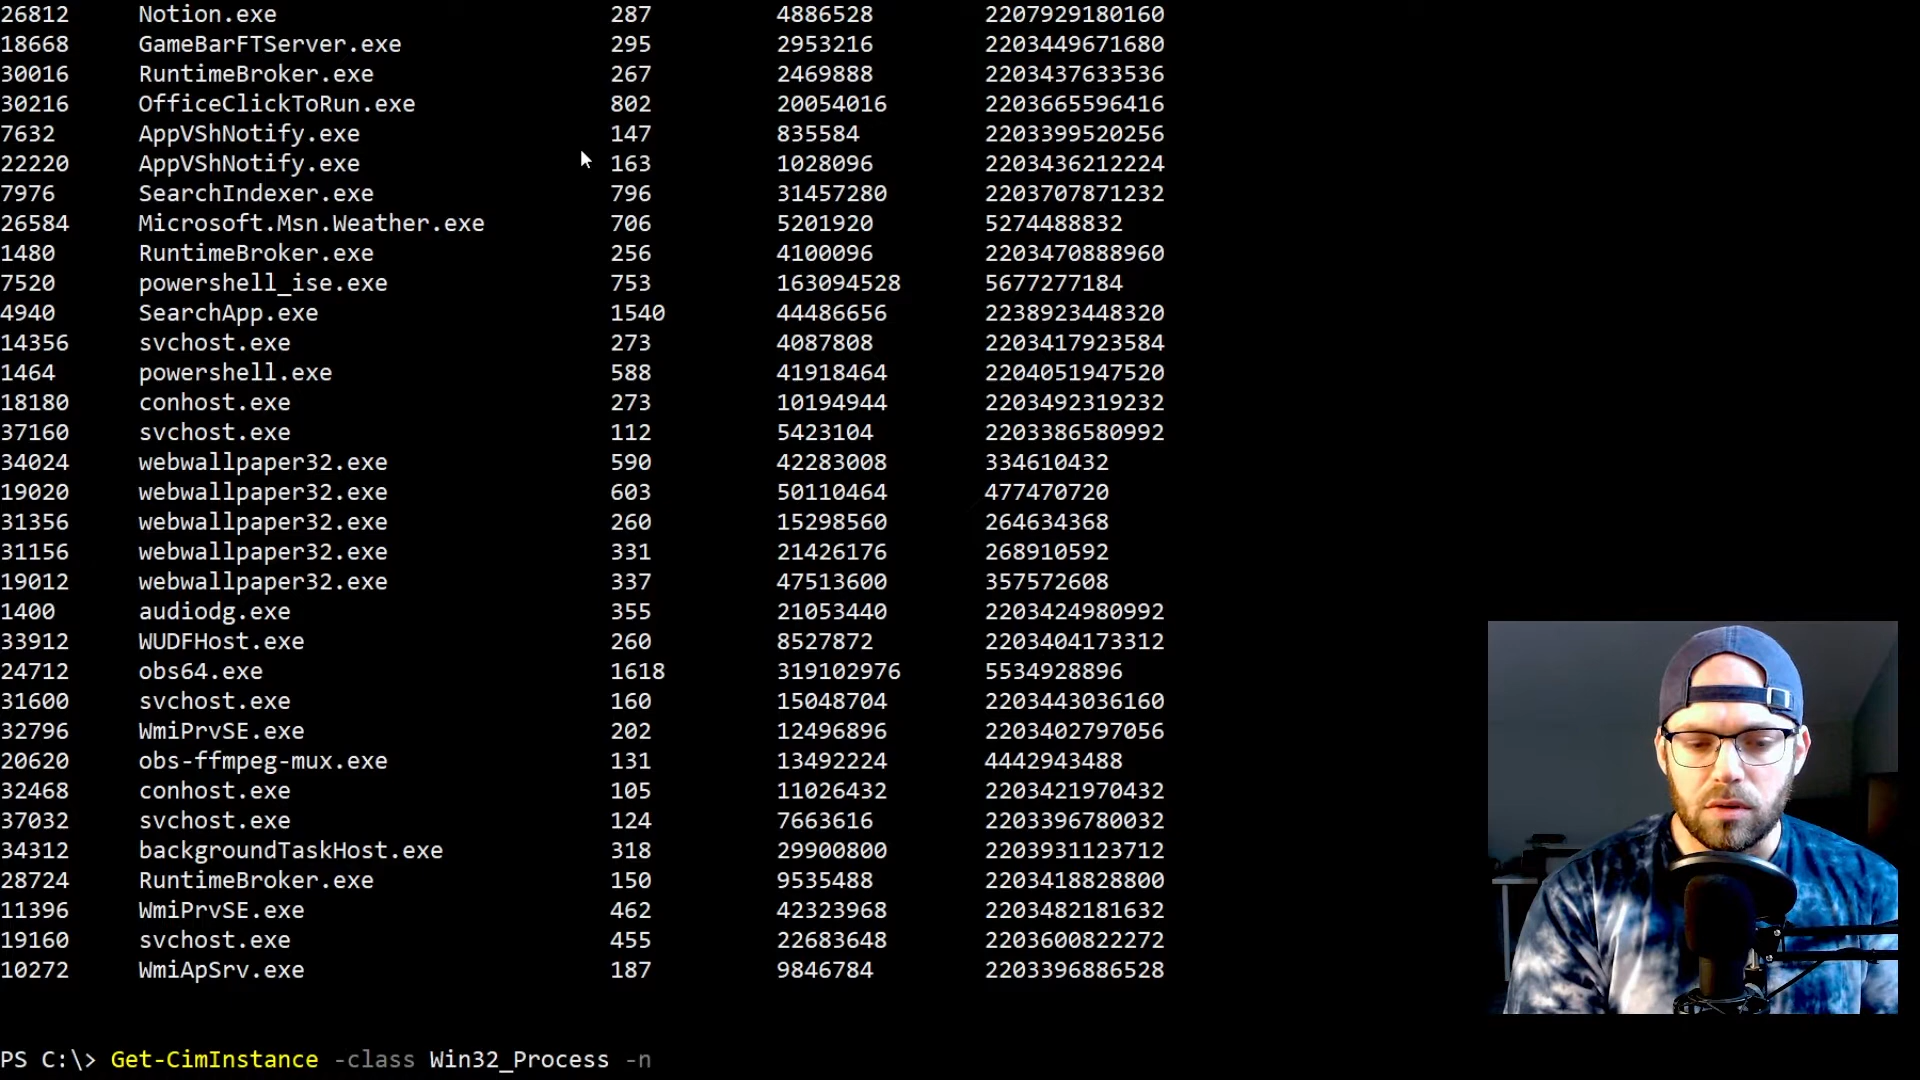 26812 Notion.exe 287 4886528 2207929180160
18668 GameBarFTServer.exe 295 2953216 2203449671680
30016 RuntimeBroker.exe 267 2469888 2203437633536
30216 OfficeClickToRun.exe 802 20054016 2203665596416
7632 AppVShNotify.exe 147 835584 2203399520256
22220 AppVShNotify.exe 163 1028096 2203436212224
7976 SearchIndexer.exe 796 31457280 2203707871232
26584 Microsoft.Msn.Weather.exe 706 5201920 5274488832
1480 RuntimeBroker.exe 256 4100096 2203470888960
7520 powershell_ise.exe 753 163094528 5677277184
4940 SearchApp.exe 1540 44486656 2238923448320
14356 svchost.exe 273 4087808 2203417923584
1464 powershell.exe 588 41918464 2204051947520
18180 conhost.exe 273 10194944 2203492319232
37160 svchost.exe 112 5423104 2203386580992
34024 webwallpaper32.exe 590 42283008 334610432
19020 webwallpaper32.exe 603 50110464 477470720
31356 webwallpaper32.exe 260 15298560 264634368
31156 webwallpaper32.exe 331 21426176 268910592
19012 webwallpaper32.exe 337 47513600 357572608
1400 audiodg.exe 355 21053440 2203424980992
33912 WUDFHost.exe 260 8527872 2203404173312
24712 obs64.exe 1618 319102976 5534928896
31600 svchost.exe 160 15048704 2203443036160
32796 WmiPrvSE.exe 202 12496896 2203402797056
20620 obs-ffmpeg-mux.exe 131 13492224 4442943488
32468 conhost.exe 105 11026432 2203421970432
37032 svchost.exe 124 7663616 2203396780032
34312 backgroundTaskHost.exe 318 29900800 2203931123712
28724 RuntimeBroker.exe 150 9535488 2203418828800
11396 WmiPrvSE.exe 462 42323968 2203482181632
19160 svchost.exe 455 22683648 2203600822272
10272 WmiApSrv.exe 187 9846784 2203396886528
PS C:\> Get-CimInstance -class Win32_Process -n